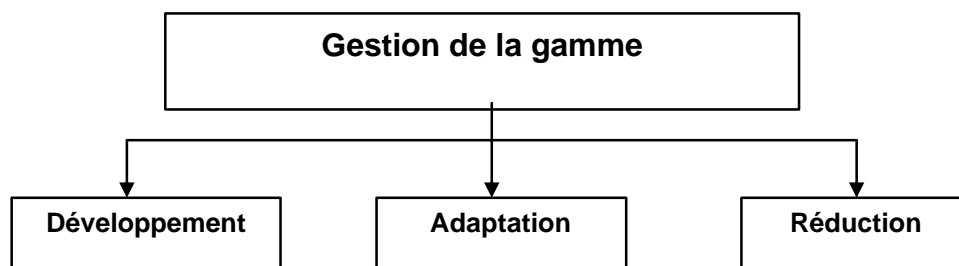 Gestion de la gamme
Développement
Adaptation
Réduction